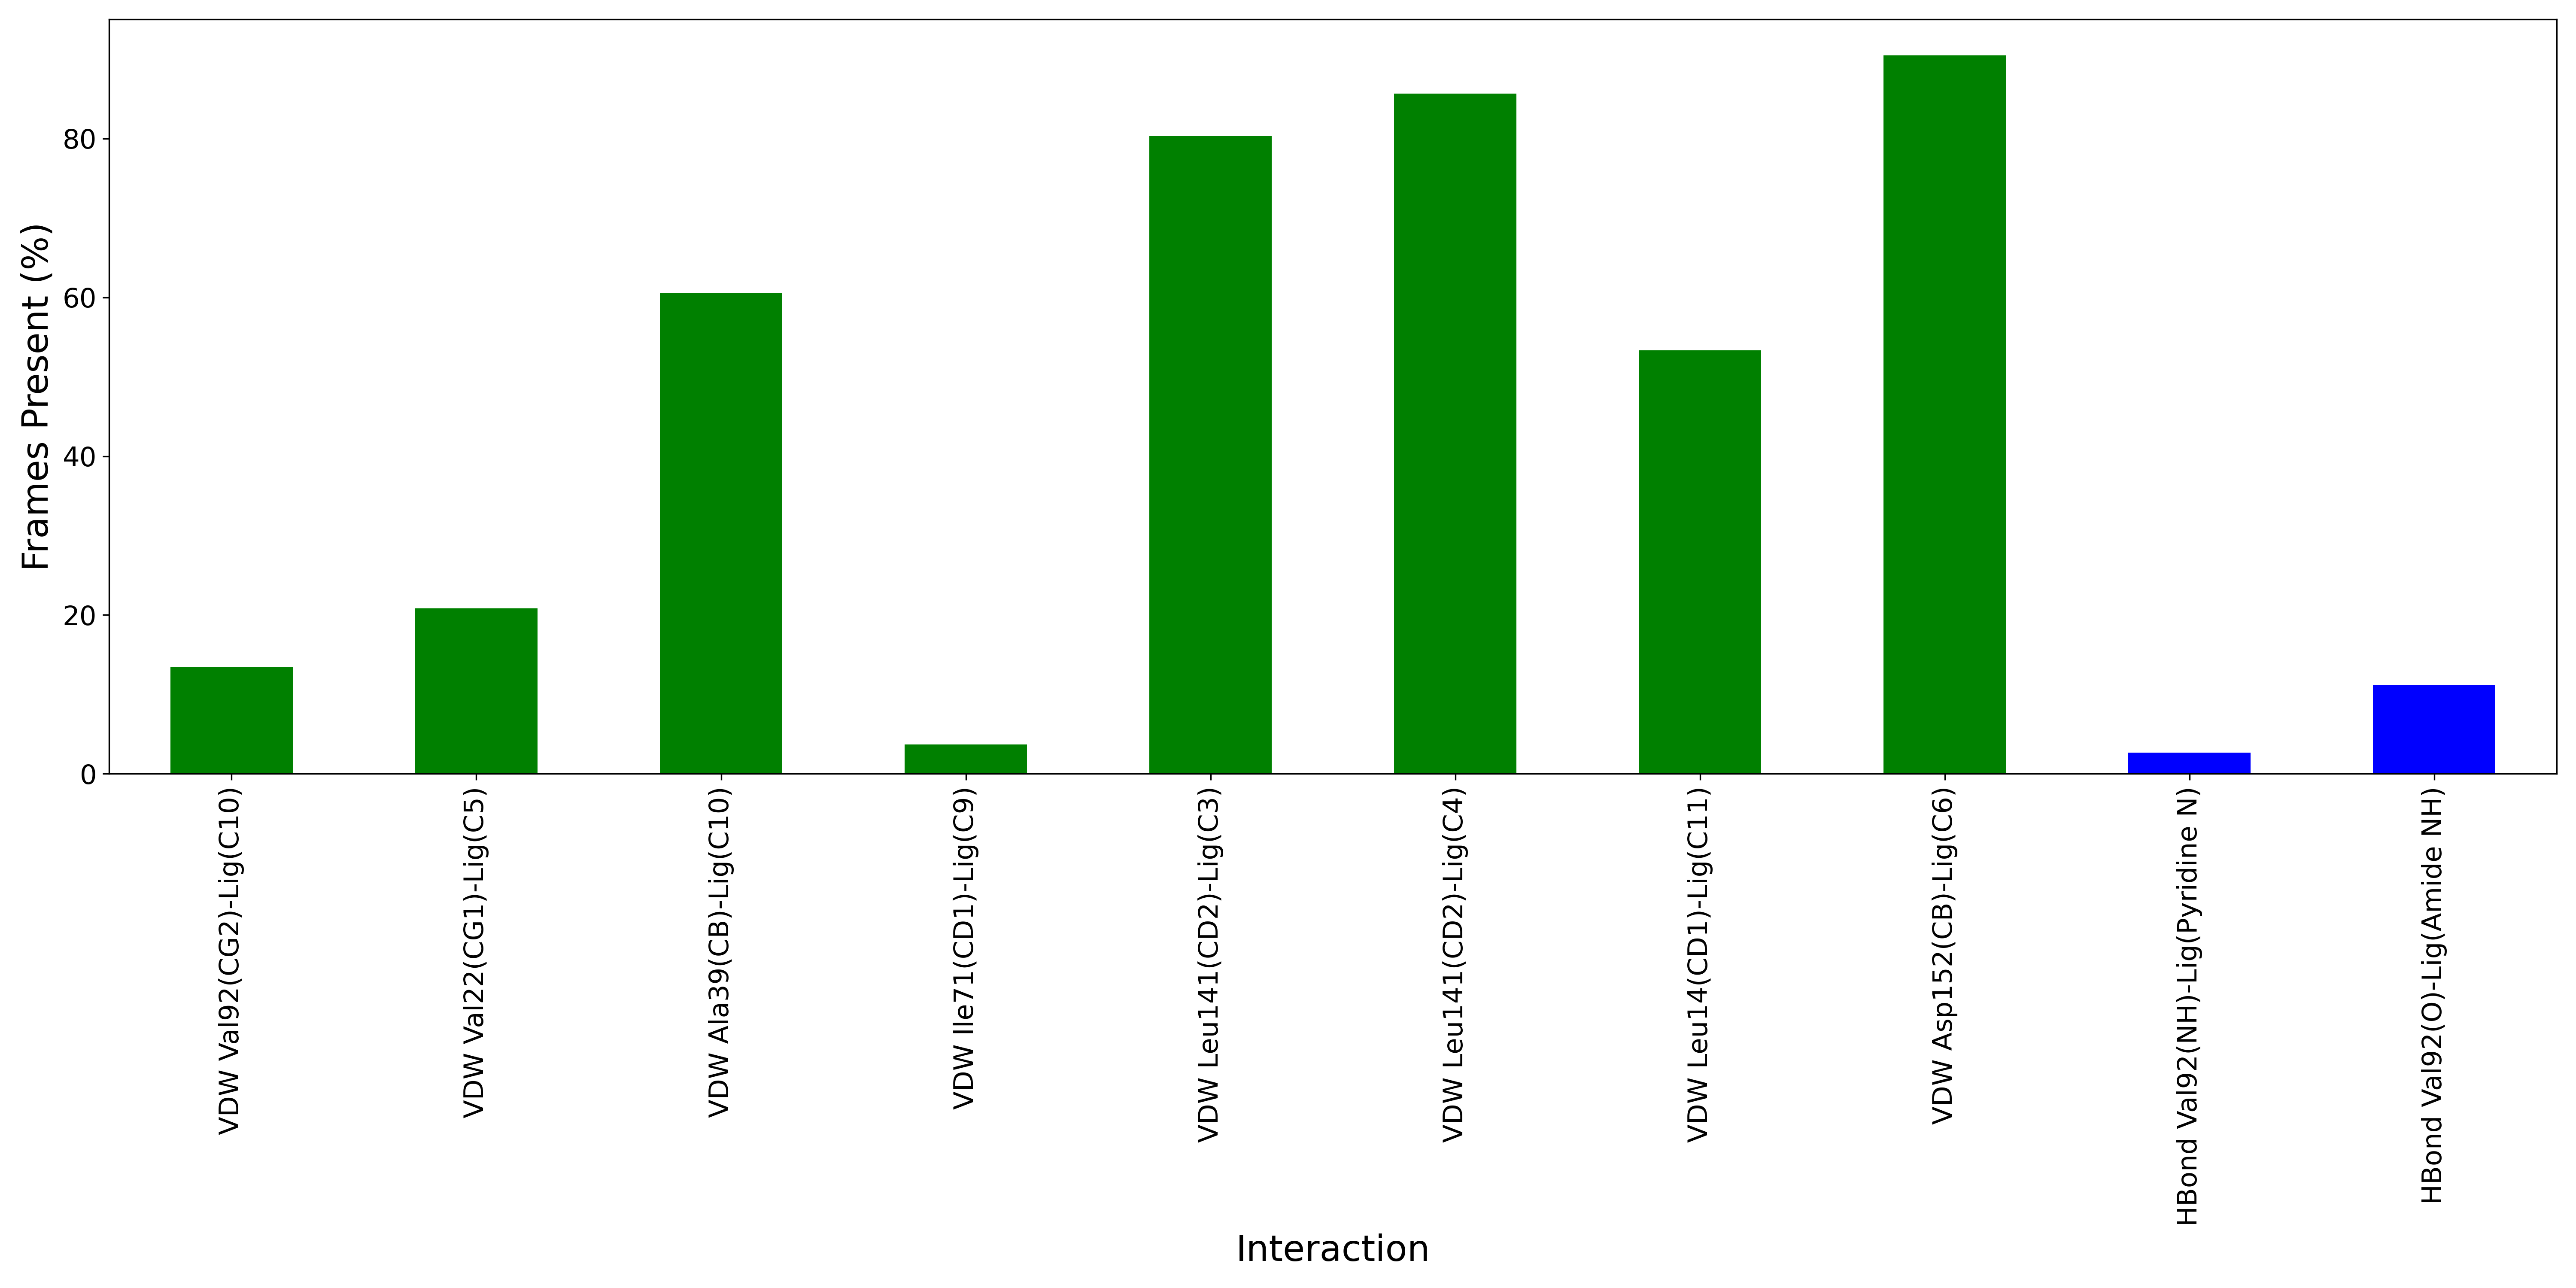 Frames Present (%)
80
60
40
20
0
VDW Val92(CG2)-Lig(C10)
VDW Val22(CG1)-Lig(C5)
VDW Ala39(CB)-Lig(C10)
VDW Ile71(CD1)-Lig(C9)
VDW Leu141(CD2)-Lig(C3)
VDW Leu141(CD2)-Lig(C4)
VDW Leu14(CD1)-Lig(C11)
VDW Asp152(CB)-Lig(C6)
HBond Val92(NH)-Lig(Pyridine N)
HBond Val92(O)-Lig(Amide NH)
Interaction